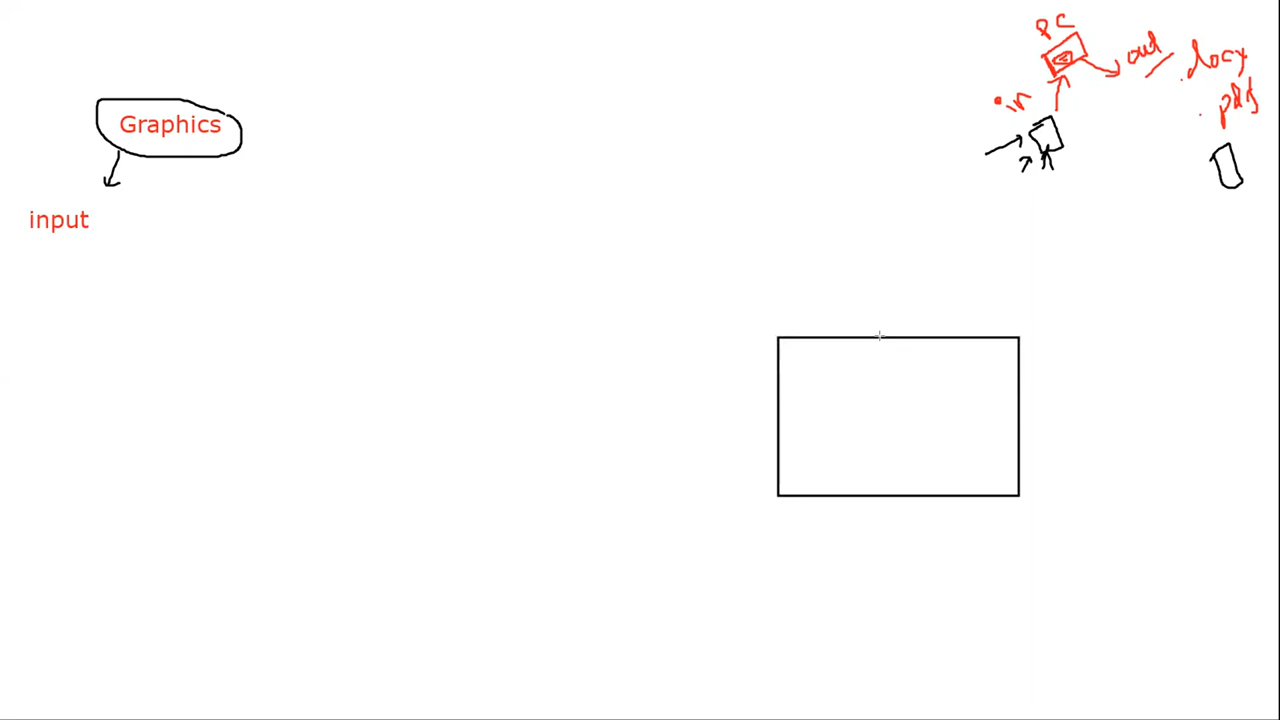 PC
out
.docx
in
.pdf
Graphics
input